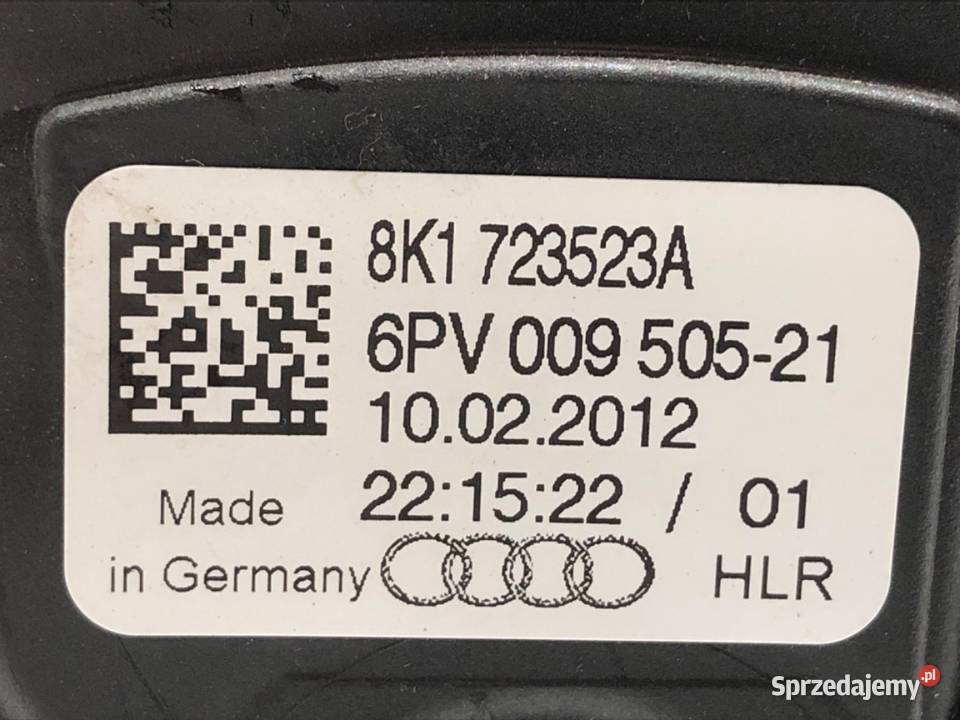 8K1 723523A
6PV 009 505-21
10.02.2012
22:15:22 / 01
Made
in Germany
HLR
Sprzedajemy.pl